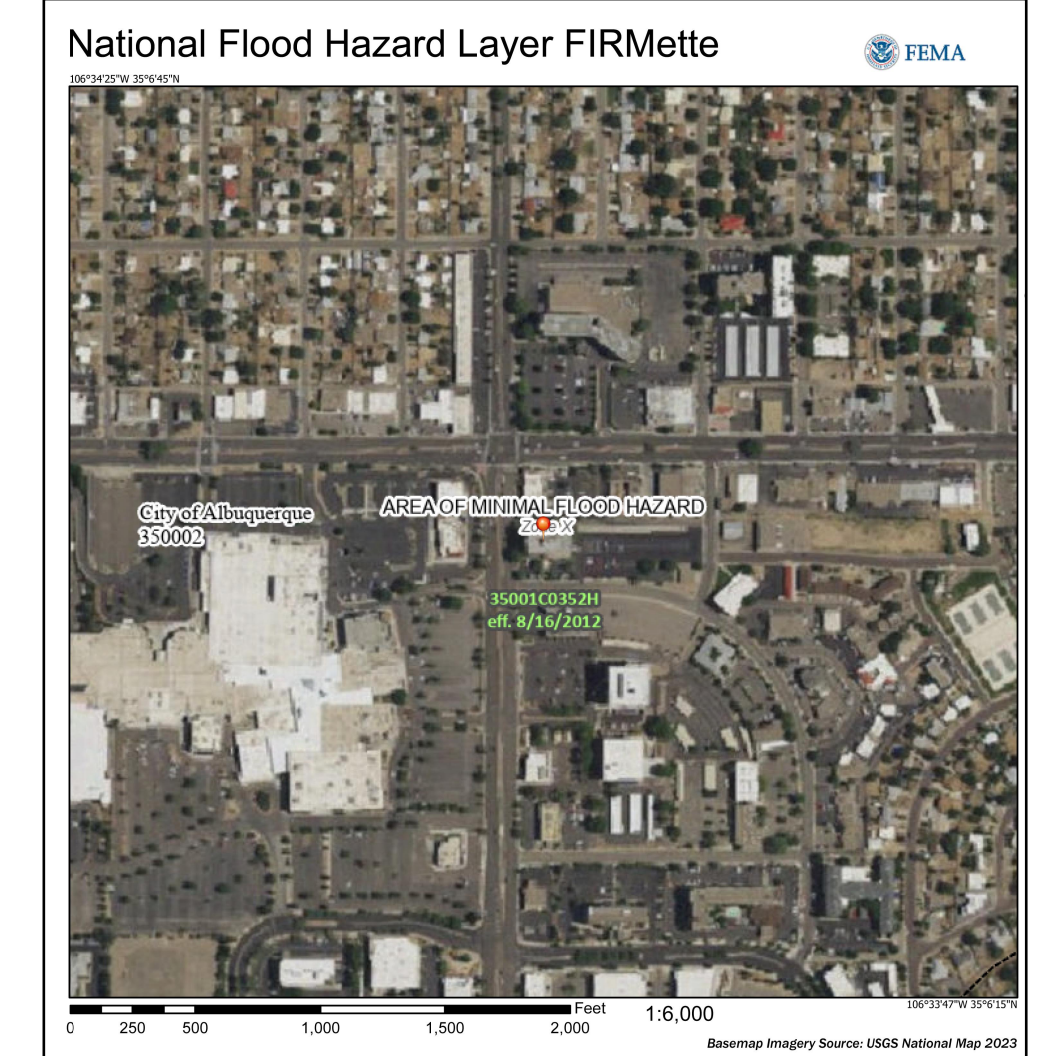 National Flood Hazard Layer FIRMette
FEMA
106°34'25"W 35°6'45"N
AREA OF MINIMAL FLOOD HAZARD
Zone X
City of Albuquerque
350002
35001C0352H
eff. 8/16/2012
Feet
1:6,000
106°33'47"W 35°6'15"N
0 250 500 1,000 1,500 2,000
Basemap Imagery Source: USGS National Map 2023